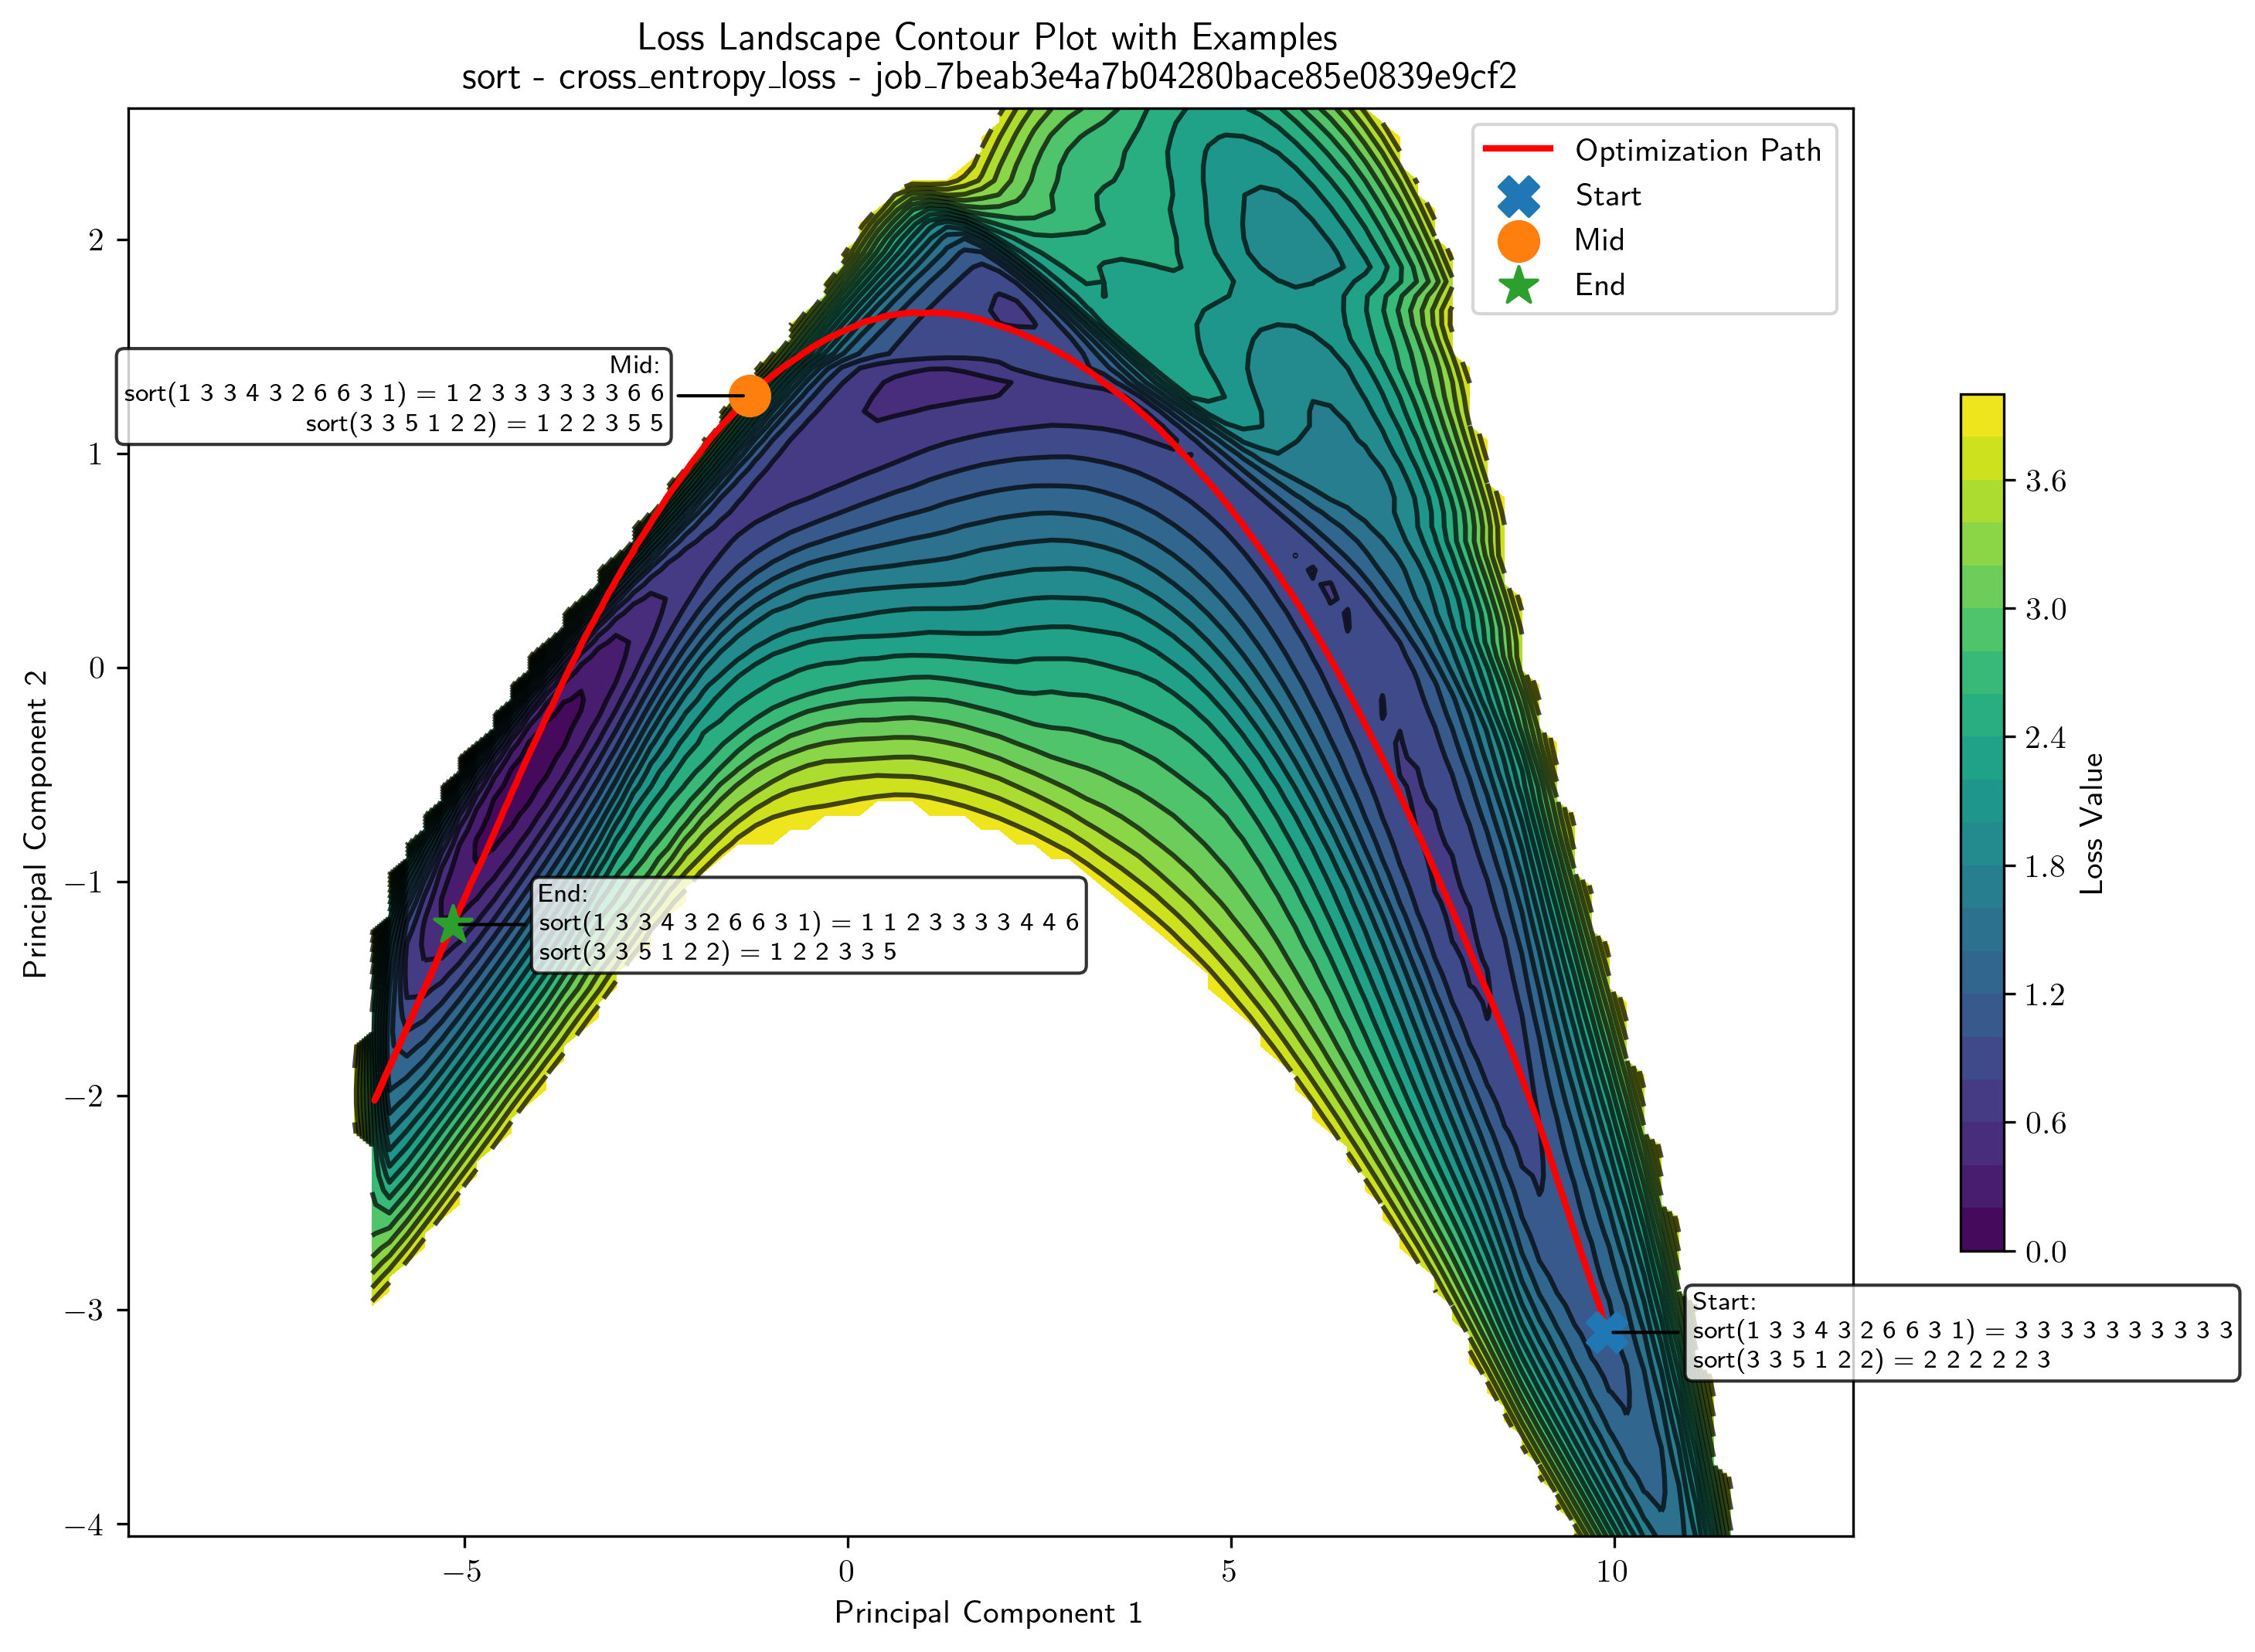 Loss Landscape Contour Plot with Examples
sort - cross_entropy_loss - job_7beab3e4a7b04280bace85e0839e9cf2
Optimization Path
Start
Mid
End
Mid:
sort(1 3 3 4 3 2 6 6 3 1) = 1 2 3 3 3 3 3 3 6 6
sort(3 3 5 1 2 2) = 1 2 2 3 5 5
End:
sort(1 3 3 4 3 2 6 6 3 1) = 1 1 2 3 3 3 3 4 4 6
sort(3 3 5 1 2 2) = 1 2 2 3 3 5
Start:
sort(1 3 3 4 3 2 6 6 3 1) = 3 3 3 3 3 3 3 3 3 3
sort(3 3 5 1 2 2) = 2 2 2 2 2 3
2
1
0
−1
−2
−3
−4
Principal Component 2
−5
0
5
10
Principal Component 1
3.6
3.0
2.4
1.8
1.2
0.6
0.0
Loss Value